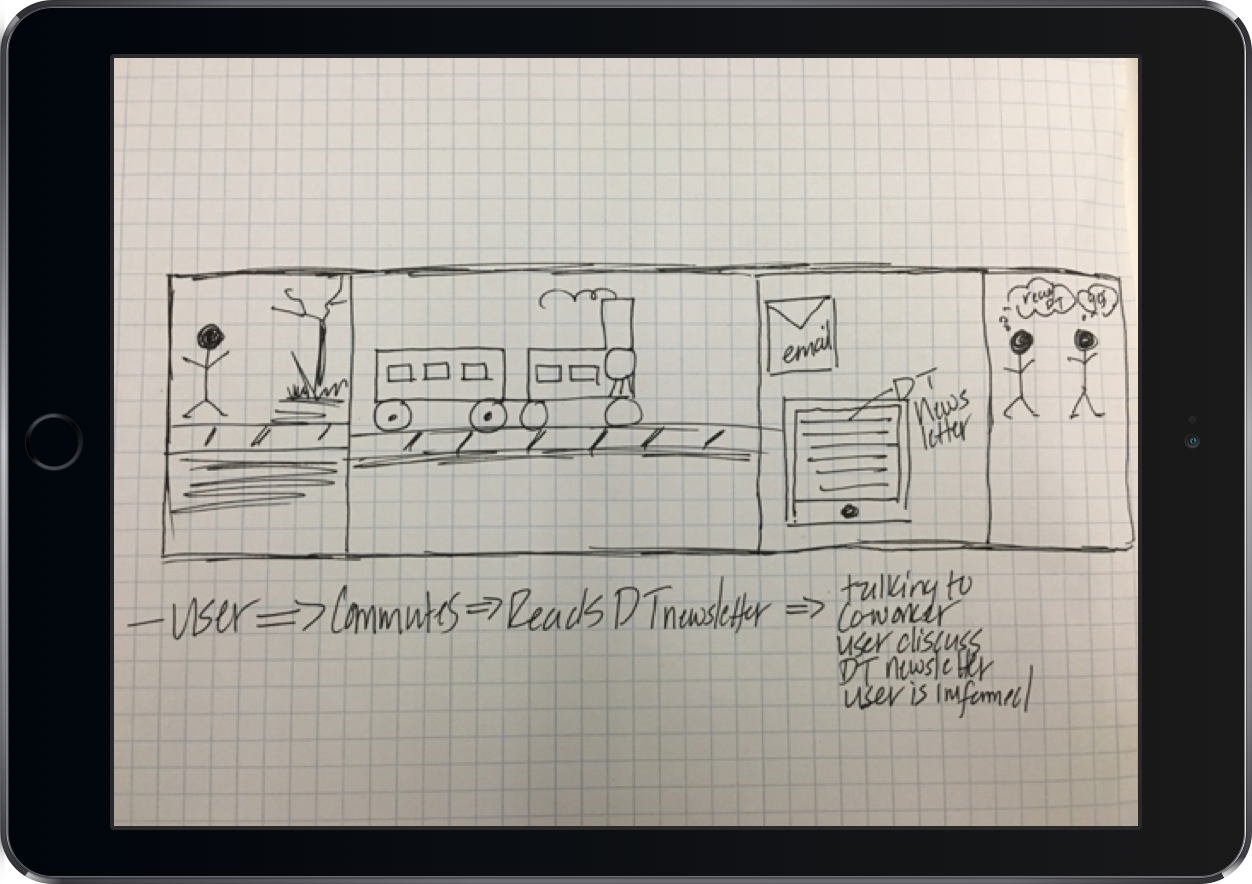 email
DT
News
letter
read
DT
– User => Commutes => Reads DT newsletter =>
talking to
Coworker
user discuss
DT newsletter
user is informed